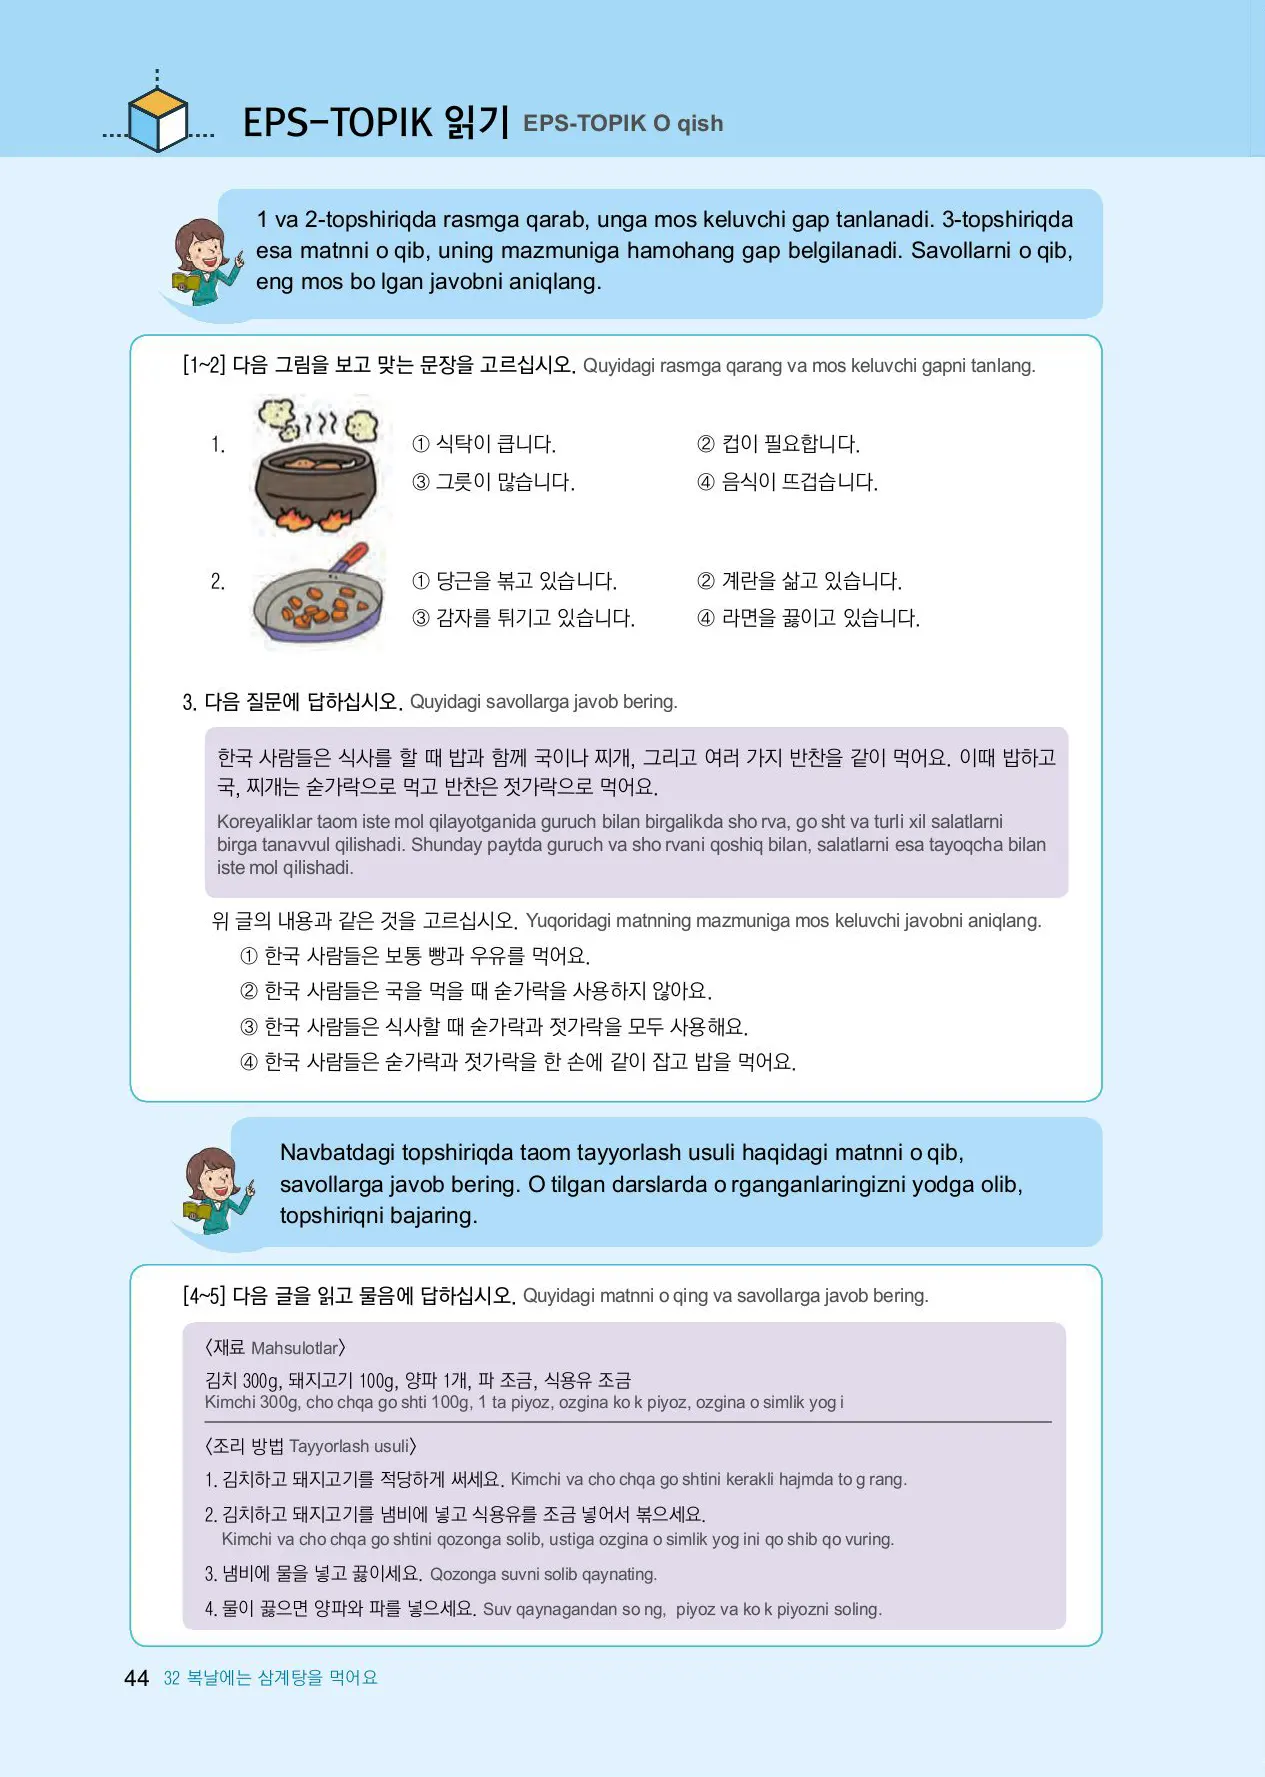 EPS-TOPIK 읽기 EPS-TOPIK O qish
1 va 2-topshiriqda rasmga qarab, unga mos keluvchi gap tanlanadi. 3-topshiriqda
esa matnni o qib, uning mazmuniga hamohang gap belgilanadi. Savollarni o qib,
eng mos bo lgan javobni aniqlang.
[1~2] 다음 그림을 보고 맞는 문장을 고르십시오. Quyidagi rasmga qarang va mos keluvchi gapni tanlang.
1.
① 식탁이 큽니다. ② 컵이 필요합니다.
③ 그릇이 많습니다. ④ 음식이 뜨겁습니다.
2.
① 당근을 볶고 있습니다. ② 계란을 삶고 있습니다.
③ 감자를 튀기고 있습니다. ④ 라면을 끓이고 있습니다.
3. 다음 질문에 답하십시오. Quyidagi savollarga javob bering.
한국 사람들은 식사를 할 때 밥과 함께 국이나 찌개, 그리고 여러 가지 반찬을 같이 먹어요. 이때 밥하고
국, 찌개는 숟가락으로 먹고 반찬은 젓가락으로 먹어요.
Koreyaliklar taom iste mol qilayotganida guruch bilan birgalikda sho rva, go sht va turli xil salatlarni
birga tanavvul qilishadi. Shunday paytda guruch va sho rvani qoshiq bilan, salatlarni esa tayoqcha bilan
iste mol qilishadi.
위 글의 내용과 같은 것을 고르십시오. Yuqoridagi matnning mazmuniga mos keluvchi javobni aniqlang.
① 한국 사람들은 보통 빵과 우유를 먹어요.
② 한국 사람들은 국을 먹을 때 숟가락을 사용하지 않아요.
③ 한국 사람들은 식사할 때 숟가락과 젓가락을 모두 사용해요.
④ 한국 사람들은 숟가락과 젓가락을 한 손에 같이 잡고 밥을 먹어요.
Navbatdagi topshiriqda taom tayyorlash usuli haqidagi matnni o qib,
savollarga javob bering. O tilgan darslarda o rganganlaringizni yodga olib,
topshiriqni bajaring.
[4~5] 다음 글을 읽고 물음에 답하십시오. Quyidagi matnni o qing va savollarga javob bering.
〈재료 Mahsulotlar〉
김치 300g, 돼지고기 100g, 양파 1개, 파 조금, 식용유 조금
Kimchi 300g, cho chqa go shti 100g, 1 ta piyoz, ozgina ko k piyoz, ozgina o simlik yog i
〈조리 방법 Tayyorlash usuli〉
1. 김치하고 돼지고기를 적당하게 써세요. Kimchi va cho chqa go shtini kerakli hajmda to g rang.
2. 김치하고 돼지고기를 냄비에 넣고 식용유를 조금 넣어서 볶으세요.
Kimchi va cho chqa go shtini qozonga solib, ustiga ozgina o simlik yog ini qo shib qo vuring.
3. 냄비에 물을 넣고 끓이세요. Qozonga suvni solib qaynating.
4. 물이 끓으면 양파와 파를 넣으세요. Suv qaynagandan so ng, piyoz va ko k piyozni soling.
44 32 복날에는 삼계탕을 먹어요